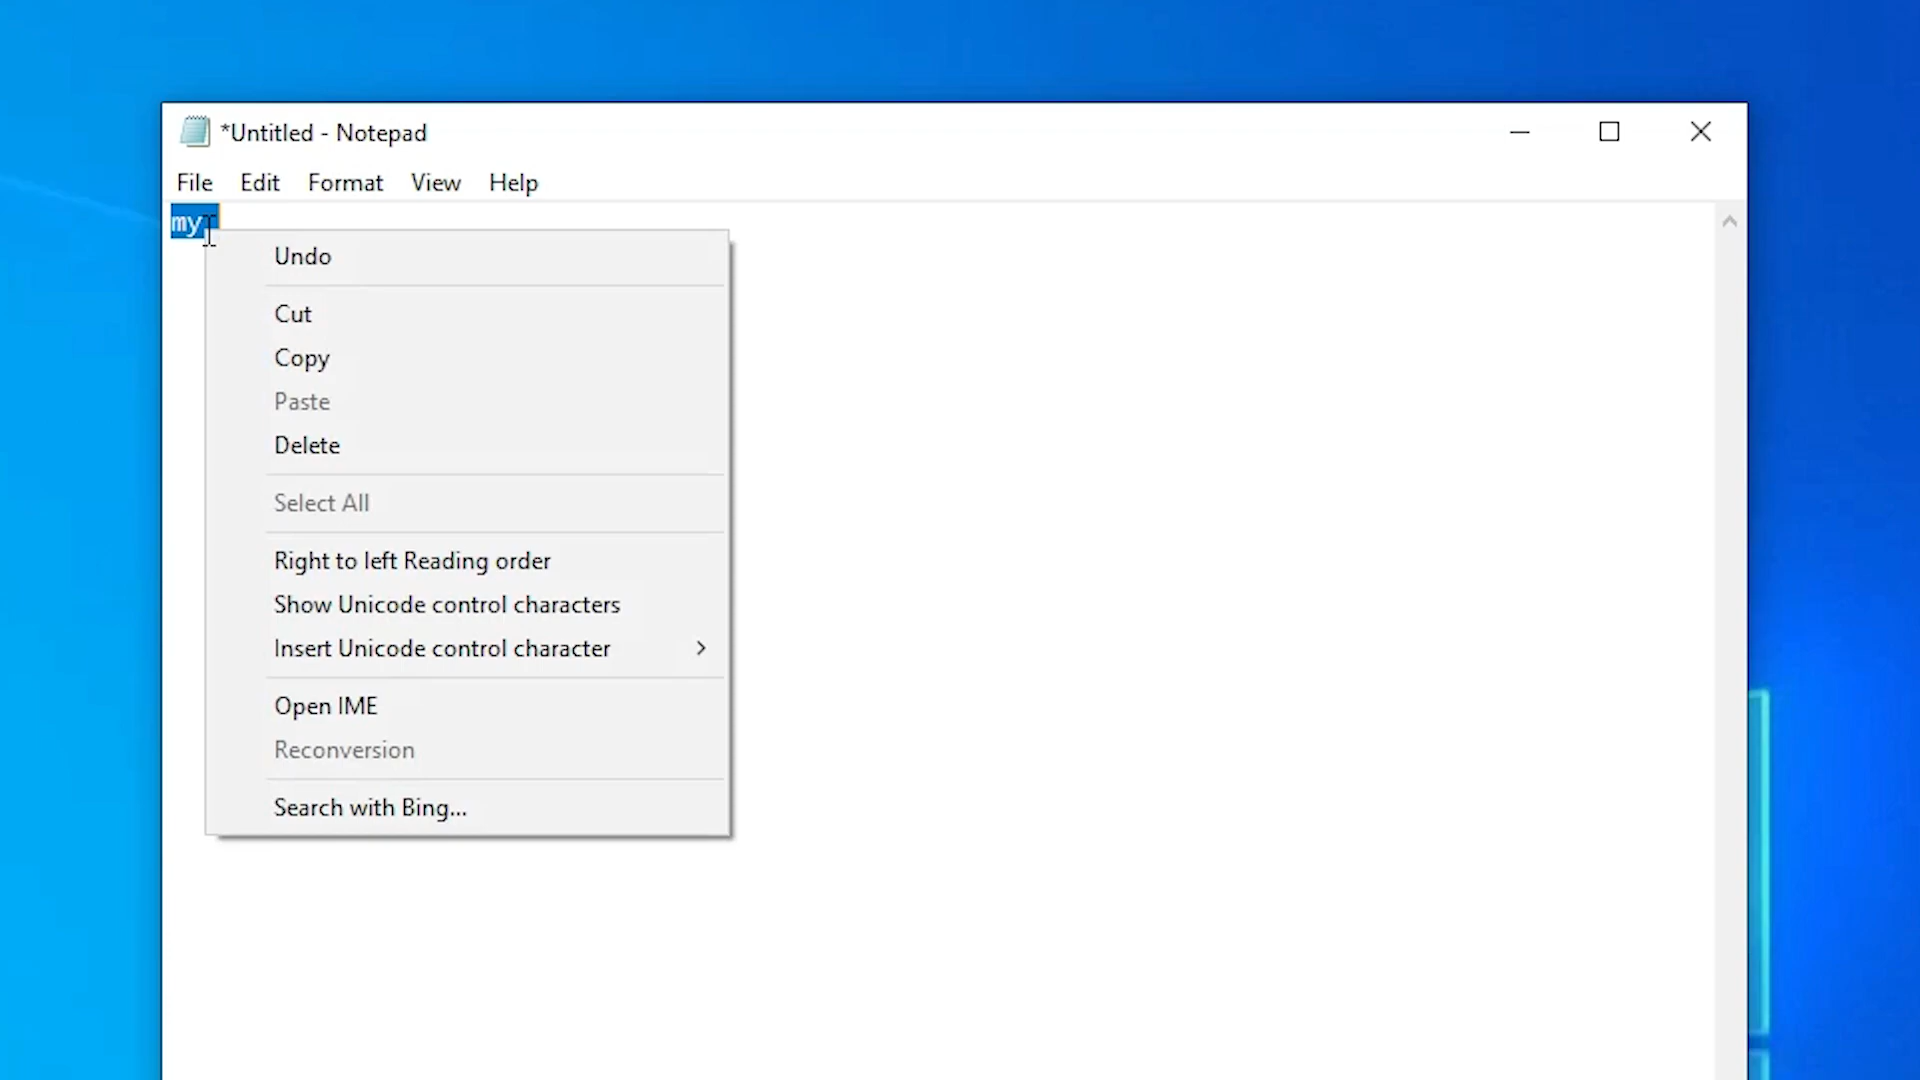 *Untitled - Notepad
File Edit Format View Help
my
Undo
Cut
Copy
Paste
Delete
Select All
Right to left Reading order
Show Unicode control characters
Insert Unicode control character
Open IME
Reconversion
Search with Bing...